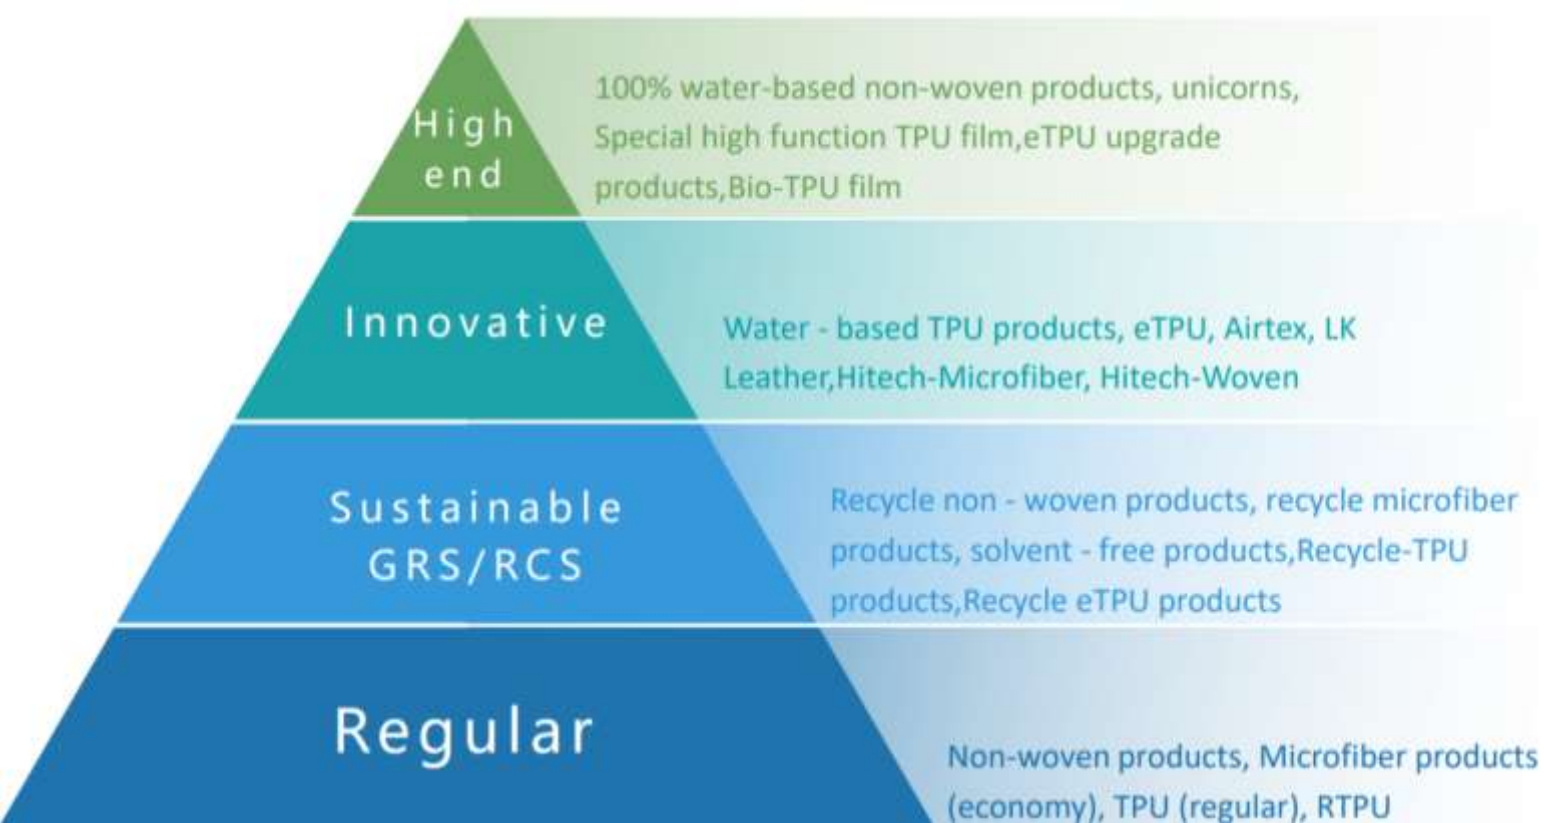 High
end
100% water-based non-woven products, unicorns,
Special high function TPU film,eTPU upgrade
products,Bio-TPU film
Innovative
Water - based TPU products, eTPU, Airtex, LK
Leather,Hitech-Microfiber, Hitech-Woven
Sustainable
GRS/RCS
Recycle non - woven products, recycle microfiber
products, solvent - free products,Recycle-TPU
products,Recycle eTPU products
Regular
Non-woven products, Microfiber products
(economy), TPU (regular), RTPU